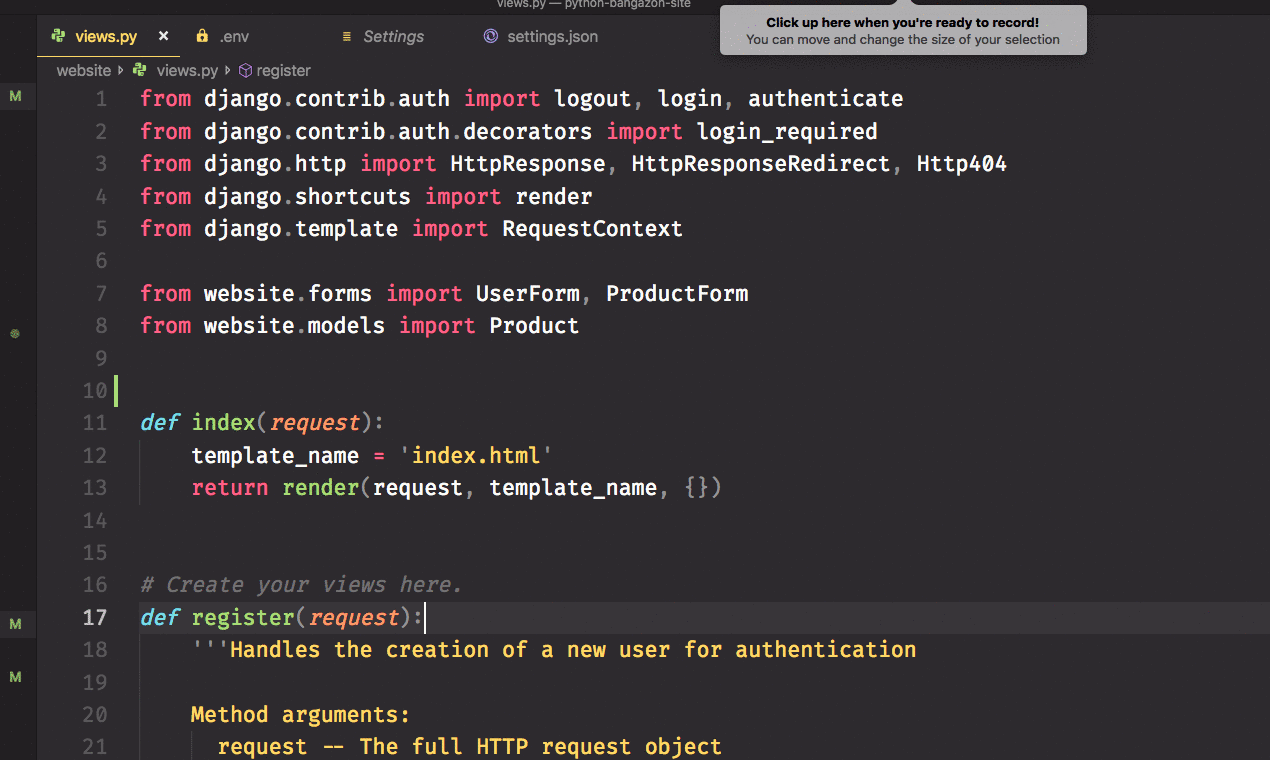 views.py — python-bangazon-site
Click up here when you're ready to record!
You can move and change the size of your selection
views.py × .env Settings settings.json
website views.py register
M
1 from django.contrib.auth import logout, login, authenticate
2 from django.contrib.auth.decorators import login_required
3 from django.http import HttpResponse, HttpResponseRedirect, Http404
4 from django.shortcuts import render
5 from django.template import RequestContext
6
7 from website.forms import UserForm, ProductForm
8 from website.models import Product
9
10
11 def index(request):
12     template_name = 'index.html'
13     return render(request, template_name, {})
14
15
16 # Create your views here.
M
17 def register(request):
18     '''Handles the creation of a new user for authentication
M
19
20     Method arguments:
21       request -- The full HTTP request object